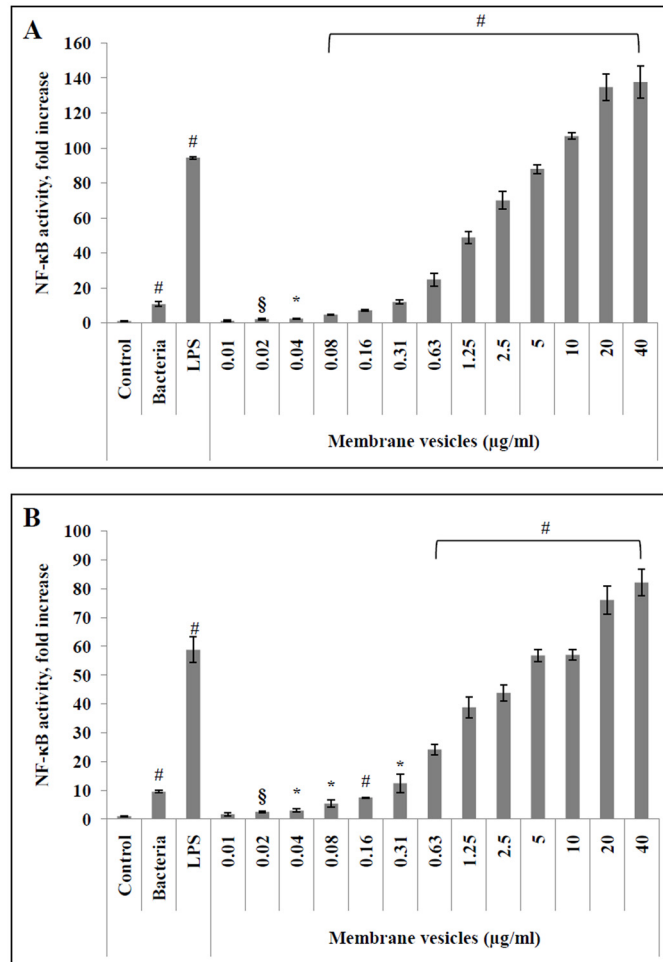 A
#
160
140
120
100
80
60
40
20
0
NF-κB activity, fold increase
# # § *
Control Bacteria LPS 0.01 0.02 0.04 0.08 0.16 0.31 0.63 1.25 2.5 5 10 20 40
Membrane vesicles (µg/ml)
B
#
100
90
80
70
60
50
40
30
20
10
0
NF-κB activity, fold increase
# # § * * # *
Control Bacteria LPS 0.01 0.02 0.04 0.08 0.16 0.31 0.63 1.25 2.5 5 10 20 40
Membrane vesicles (µg/ml)